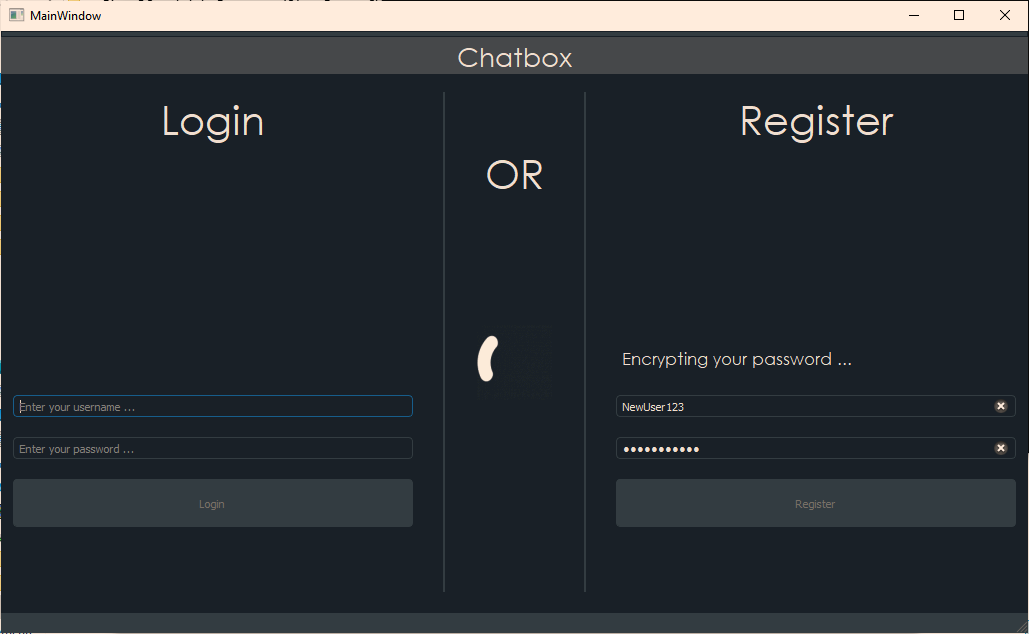 MainWindow
Chatbox
Login
OR
Register
Encrypting your password ...
Enter your username ...
NewUser123
Enter your password ...
●●●●●●●●●●●
Login
Register